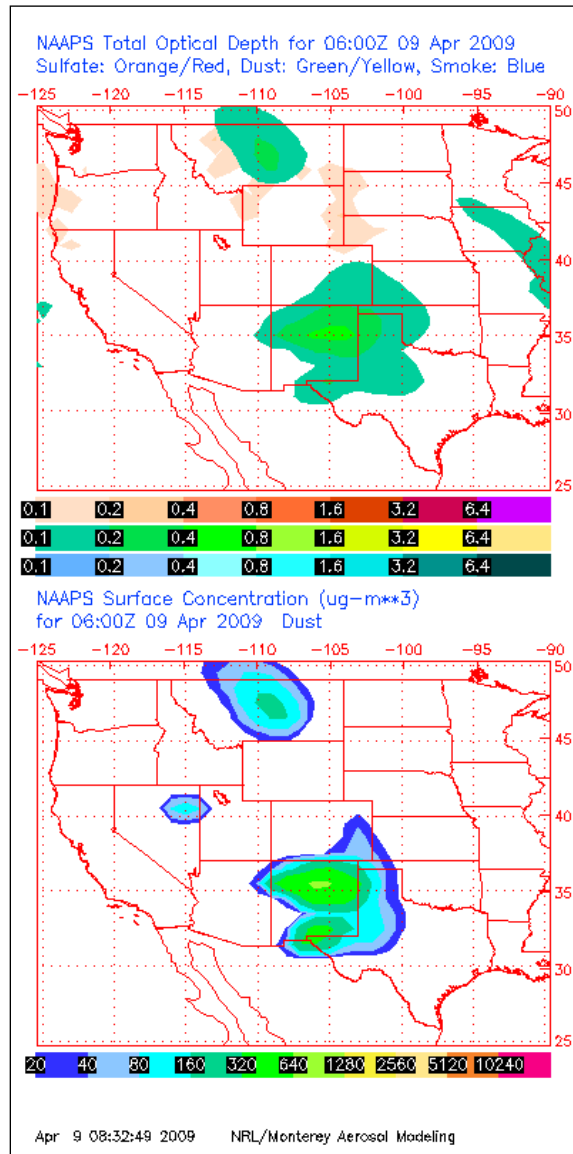 NAAPS Total Optical Depth for 06:00Z 09 Apr 2009
Sulfate: Orange/Red, Dust: Green/Yellow, Smoke: Blue
-125 -120 -115 -110 -105 -100 -95 -90
50
45
40
35
30
25
0.1 0.2 0.4 0.8 1.6 3.2 6.4
0.1 0.2 0.4 0.8 1.6 3.2 6.4
0.1 0.2 0.4 0.8 1.6 3.2 6.4
NAAPS Surface Concentration (ug-m**3)
for 06:00Z 09 Apr 2009 Dust
-125 -120 -115 -110 -105 -100 -95 -90
50
45
40
35
30
25
20 40 80 160 320 640 1280 2560 5120 10240
Apr 9 08:32:49 2009 NRL/Monterey Aerosol Modeling